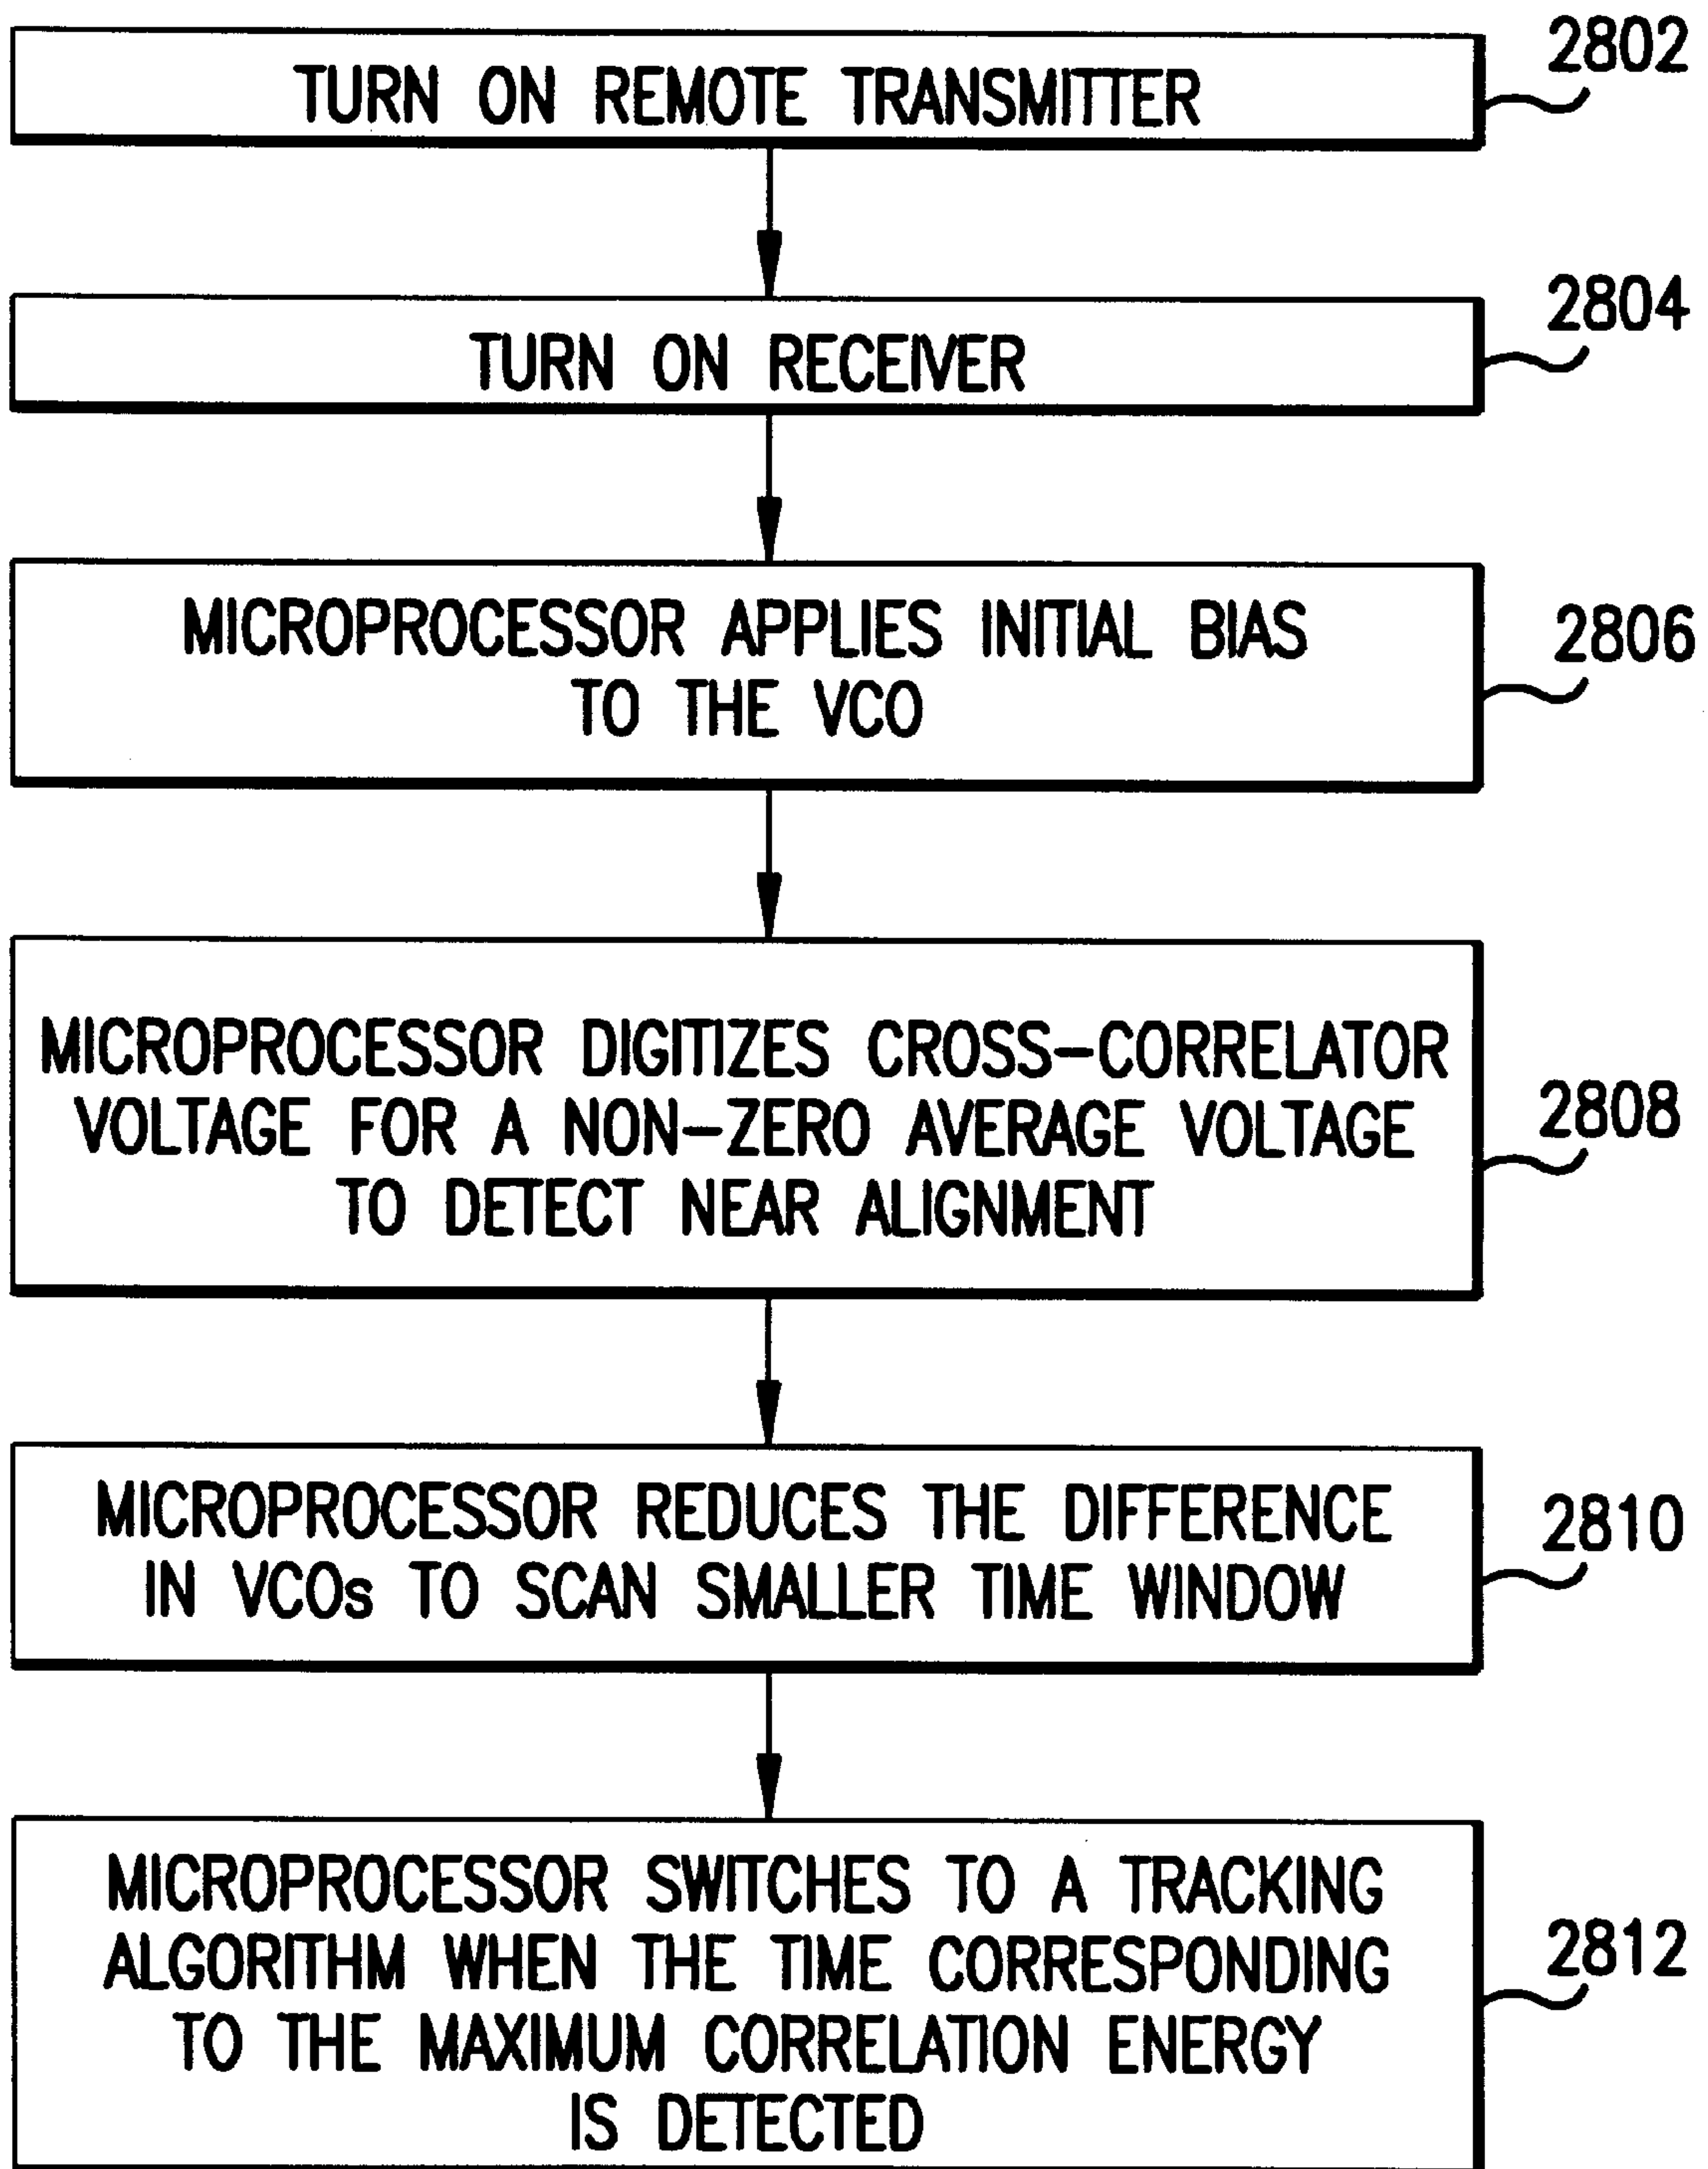 2802
TURN ON REMOTE TRANSMITTER
2804
TURN ON RECEIVER
MICROPROCESSOR APPLIES INITIAL BIAS
TO THE VCO
2806
MICROPROCESSOR DIGITIZES CROSS-CORRELATOR
VOLTAGE FOR A NON-ZERO AVERAGE VOLTAGE
TO DETECT NEAR ALIGNMENT
2808
MICROPROCESSOR REDUCES THE DIFFERENCE
IN VCOs TO SCAN SMALLER TIME WINDOW
2810
MICROPROCESSOR SWITCHES TO A TRACKING
ALGORITHM WHEN THE TIME CORRESPONDING
TO THE MAXIMUM CORRELATION ENERGY
IS DETECTED
2812